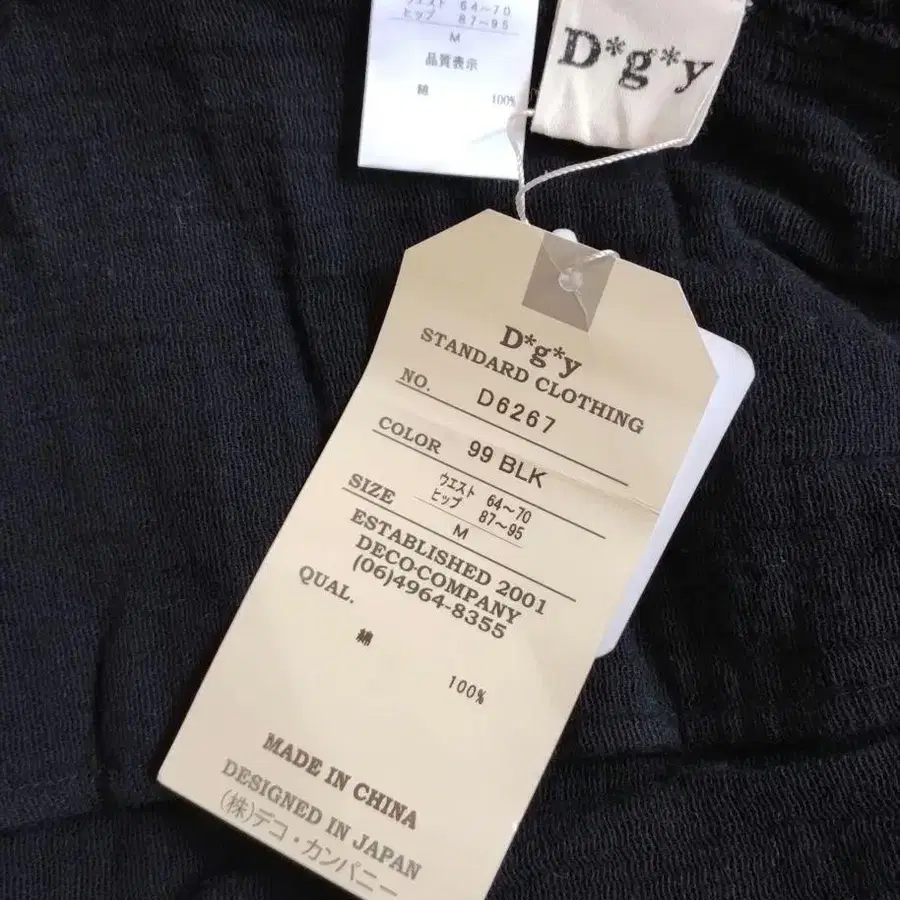 ウエスト 64～70
ヒップ 87～95
M
品質表示
綿 100%
D*g*y
D*g*y
STANDARD CLOTHING
NO. D6267
COLOR 99 BLK
SIZE ウエスト 64～70
ヒップ 87～95
M
ESTABLISHED 2001
DECO-COMPANY
(06)4964-8355
QUAL.
綿 100%
MADE IN CHINA
DESIGNED IN JAPAN
(株)デコ・カンパニー